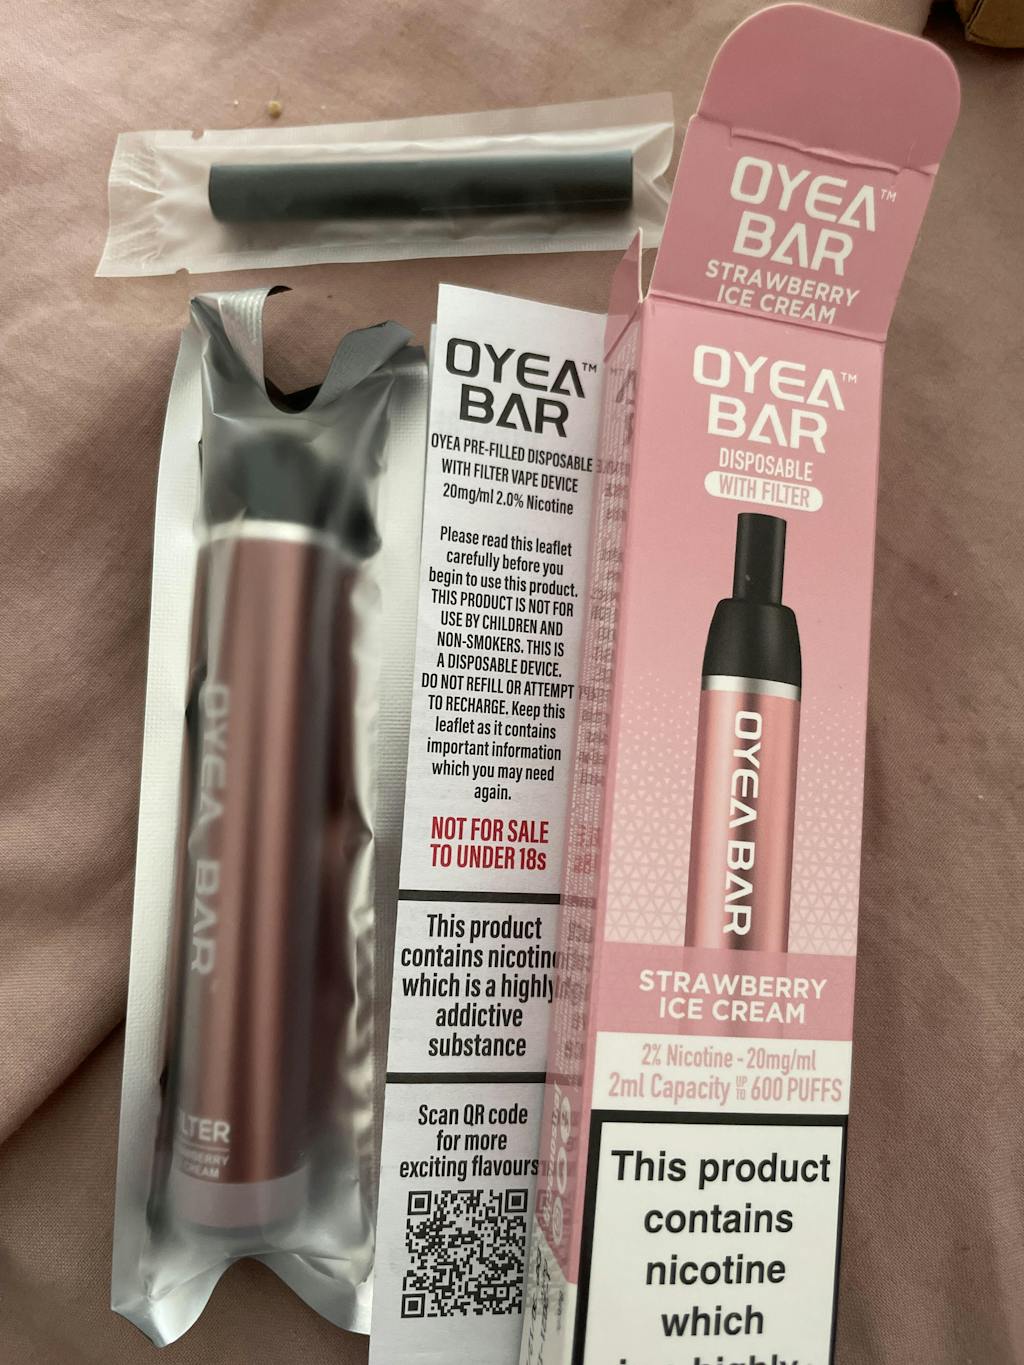 OYEA™
BAR
STRAWBERRY
ICE CREAM
OYEA™
BAR
DISPOSABLE
WITH FILTER
OYEA BAR
STRAWBERRY
ICE CREAM
2% Nicotine - 20mg/ml
2ml Capacity UP TO 600 PUFFS
This product
contains
nicotine
which
OYEA™
BAR
OYEA PRE-FILLED DISPOSABLE
WITH FILTER VAPE DEVICE
20mg/ml 2.0% Nicotine
Please read this leaflet
carefully before you
begin to use this product.
THIS PRODUCT IS NOT FOR
USE BY CHILDREN AND
NON-SMOKERS. THIS IS
A DISPOSABLE DEVICE.
DO NOT REFILL OR ATTEMPT
TO RECHARGE. Keep this
leaflet as it contains
important information
which you may need
again.
NOT FOR SALE
TO UNDER 18s
This product
contains nicotine
which is a highly
addictive
substance
Scan QR code
for more
exciting flavours
OYEA BAR
CREAM